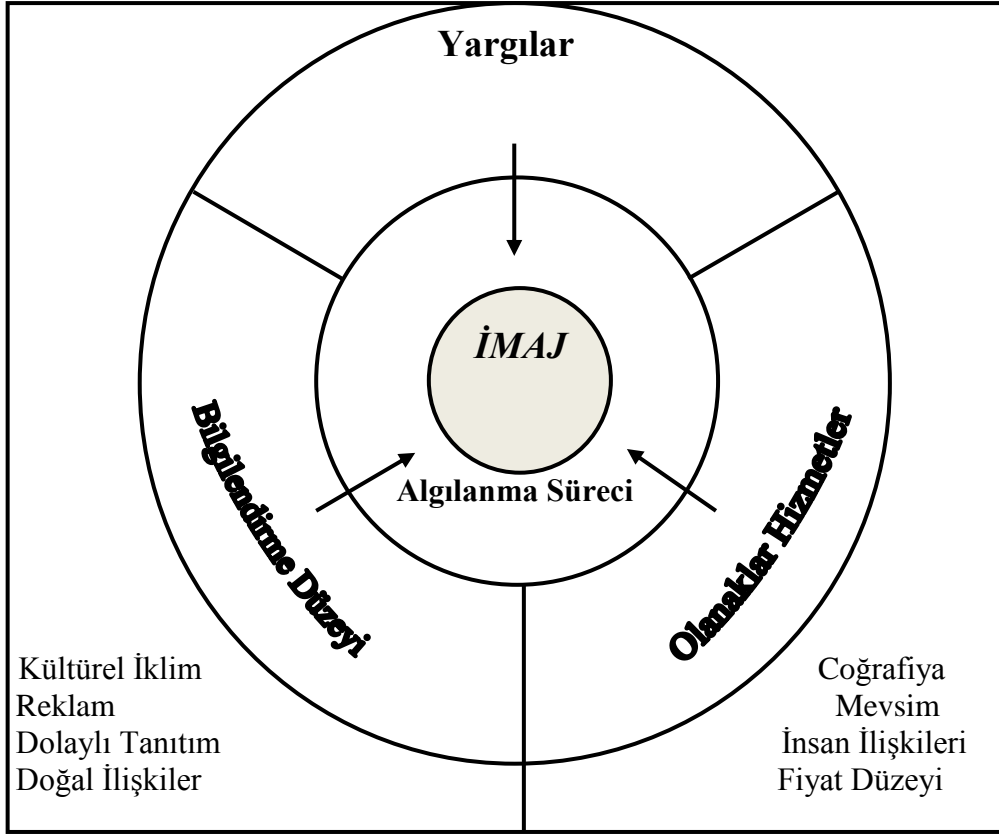 Yargılar
İMAJ
Algılanma Süreci
Bilgilendirme Düzeyi
Olanaklar Hizmetler
Kültürel İklim
Reklam
Dolaylı Tanıtım
Doğal İlişkiler
Coğrafiya
Mevsim
İnsan İlişkileri
Fiyat Düzeyi